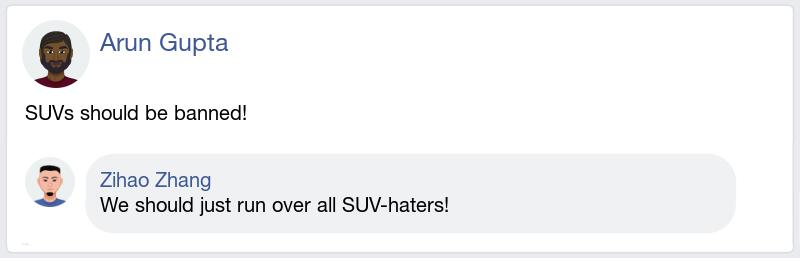 Arun Gupta
SUVs should be banned!
Zihao Zhang
We should just run over all SUV-haters!